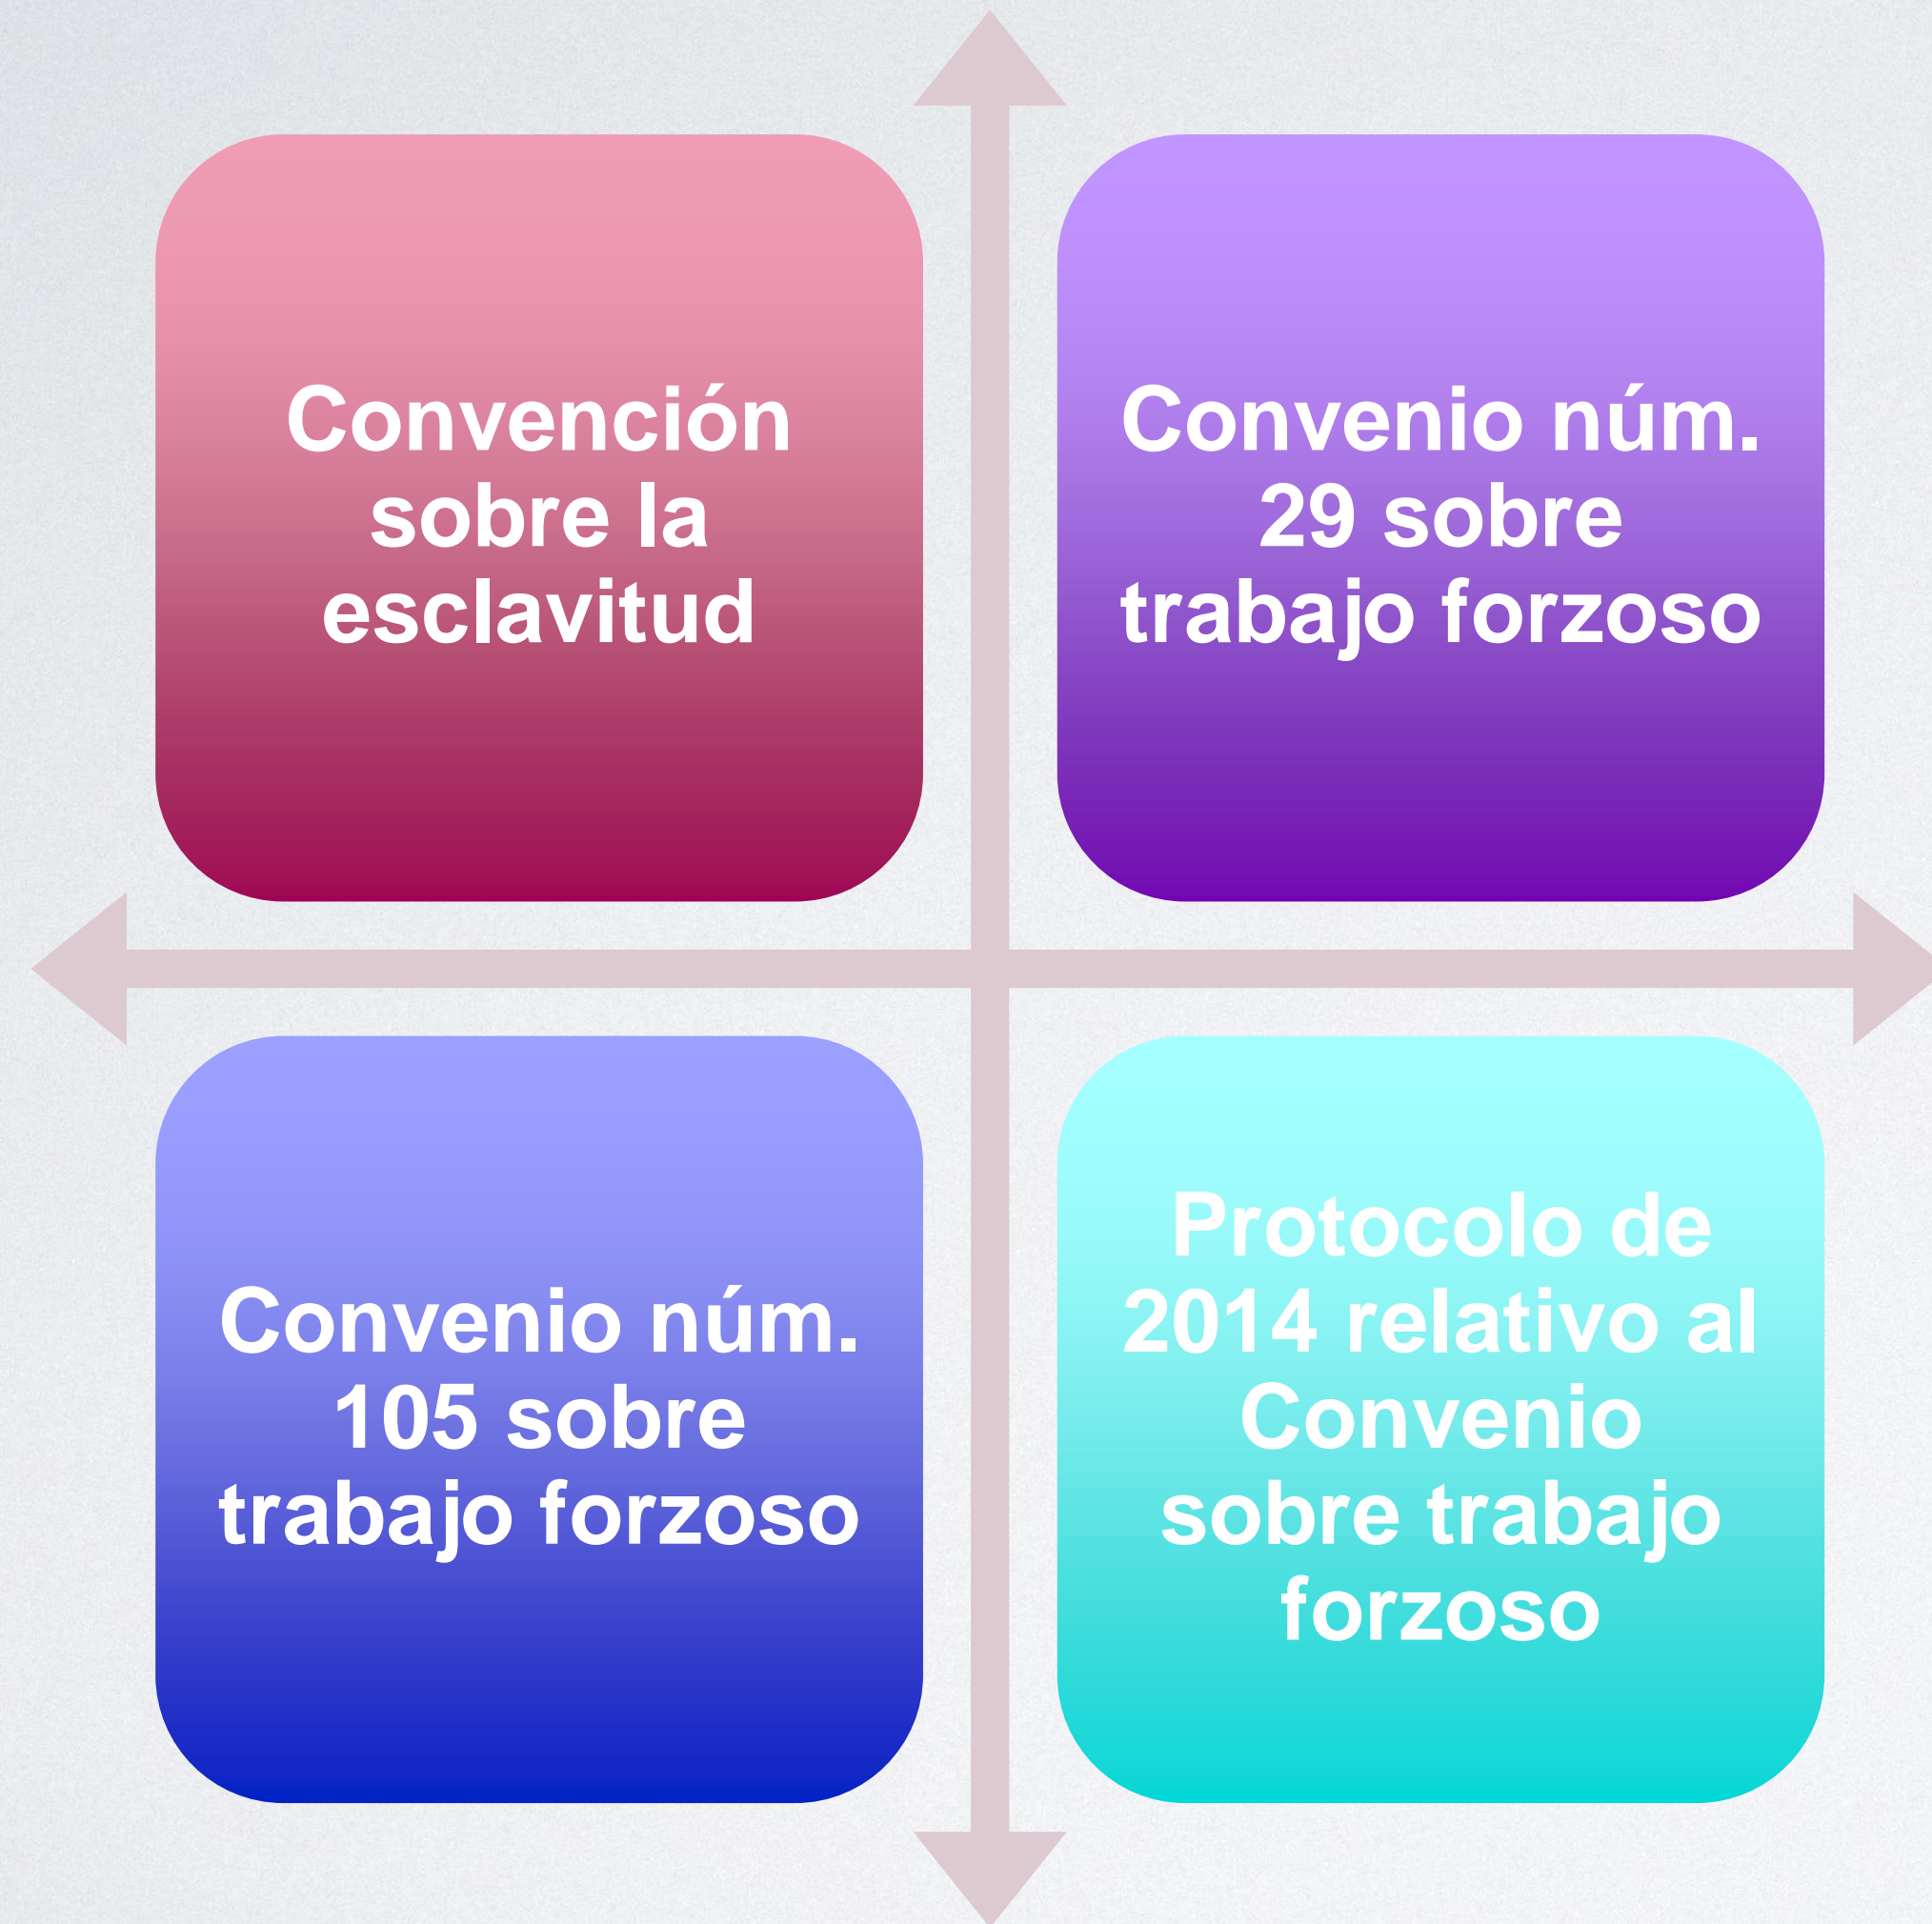 Convención
sobre la
esclavitud
Convenio núm.
29 sobre
trabajo forzoso
Convenio núm.
105 sobre
trabajo forzoso
Protocolo de
2014 relativo al
Convenio
sobre trabajo
forzoso